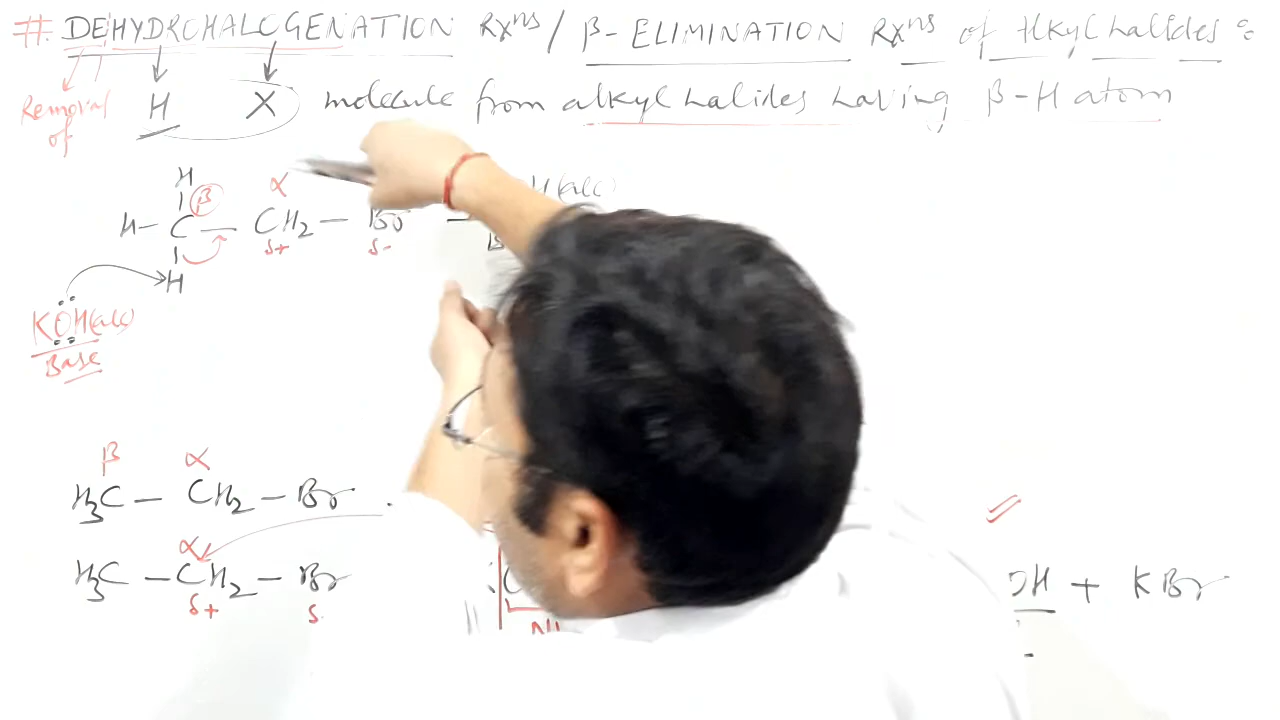 # DEHYDROHALOGENATION Rxns / β-ELIMINATION Rxns of Alkyl halides :
Removal of H X molecule from alkyl halides having β-H atom
H
β α
H- C - CH2 - Br
δ+ δ-
H
KOH(alc)
Base
β α
H3C - CH2 - Br
α
H3C - CH2 - Br OH + KBr
δ+ δ